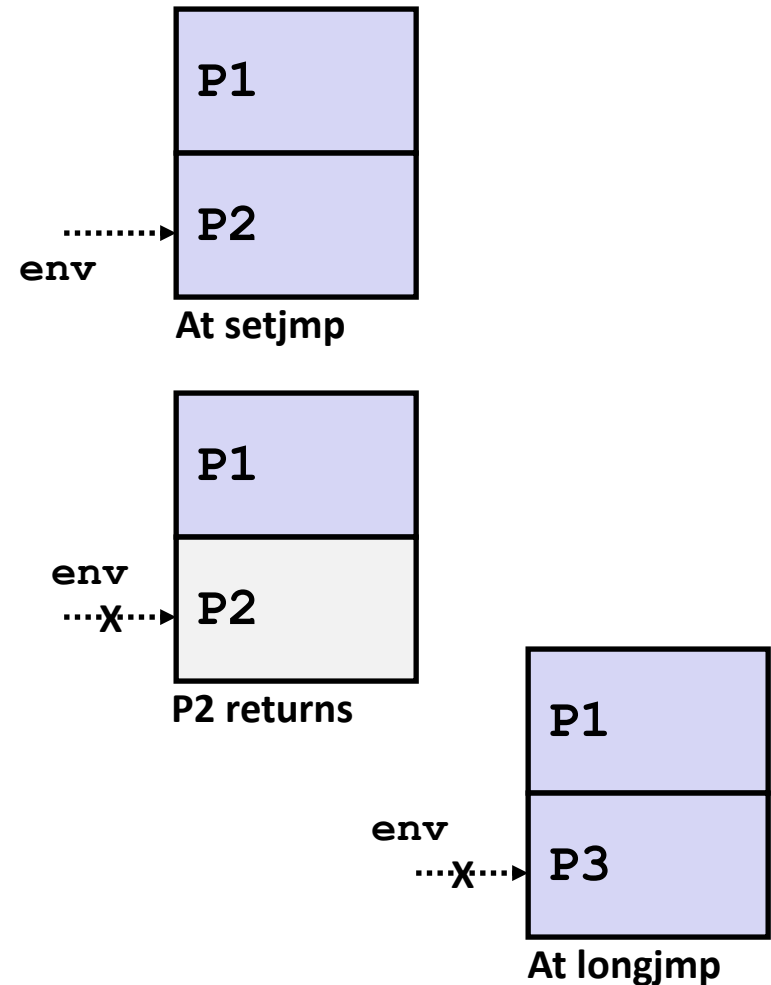 P1
P2
env
At setjmp
P1
env
X
P2
P2 returns
P1
env
X
P3
At longjmp